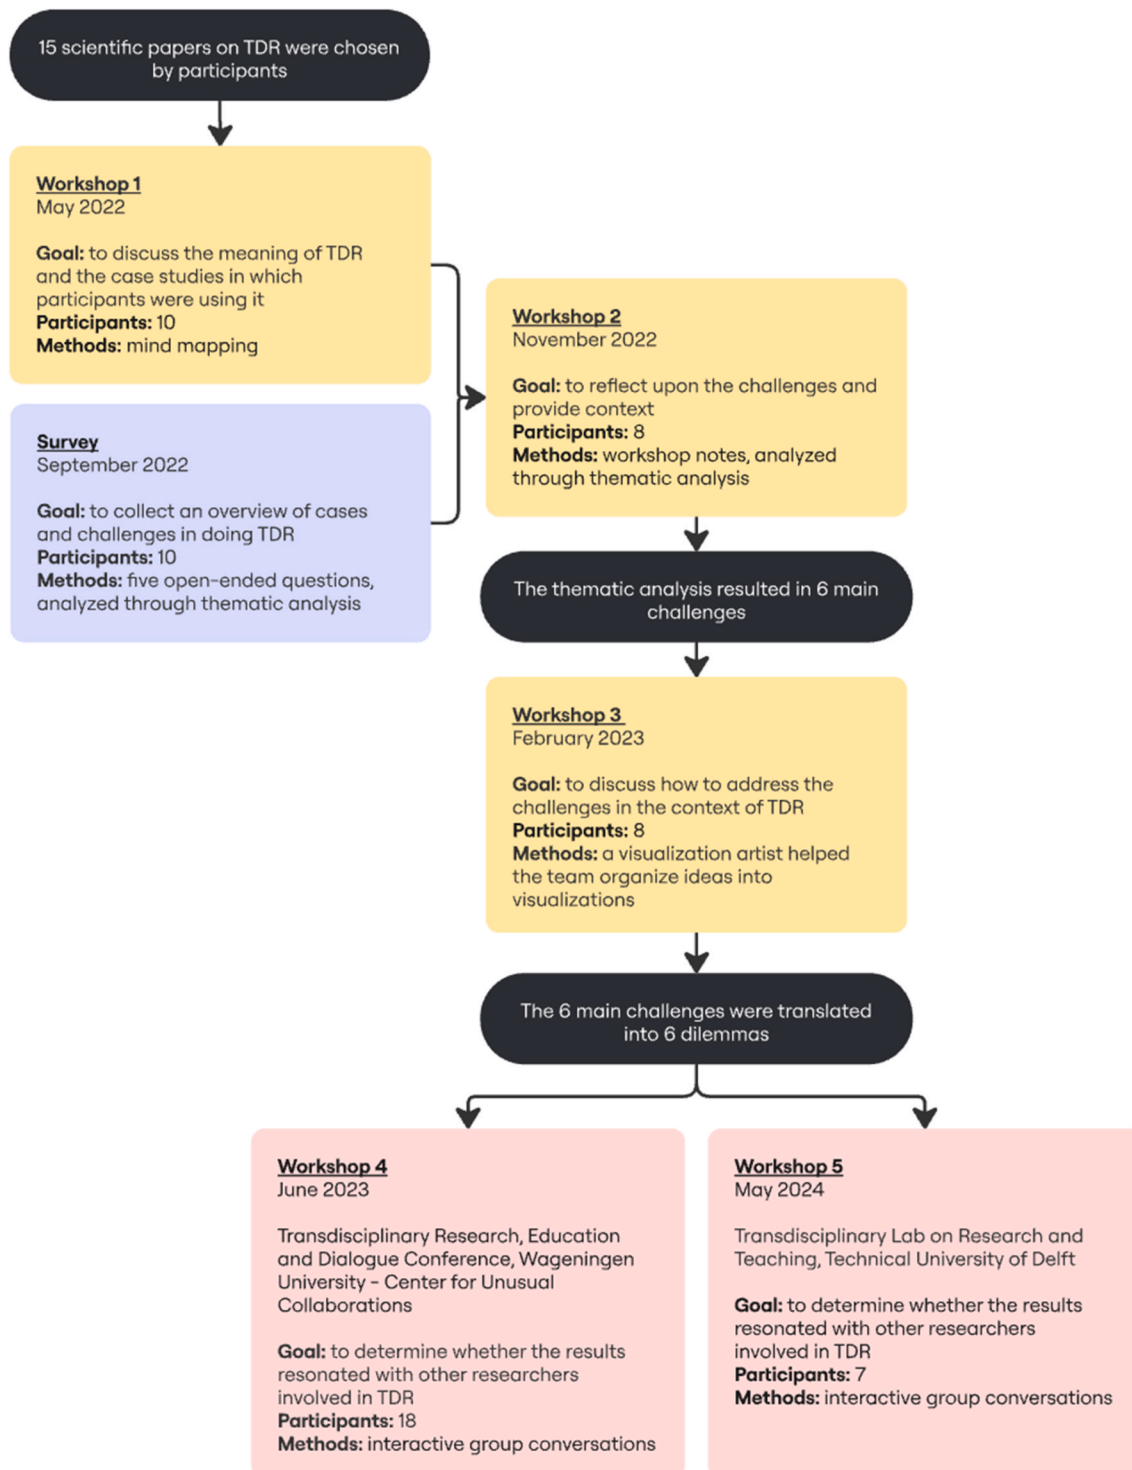 15 scientific papers on TDR were chosen
by participants
Workshop 1
May 2022
Goal: to discuss the meaning of TDR
and the case studies in which
participants were using it
Participants: 10
Methods: mind mapping
Survey
September 2022
Goal: to collect an overview of cases
and challenges in doing TDR
Participants: 10
Methods: five open-ended questions,
analyzed through thematic analysis
Workshop 2
November 2022
Goal: to reflect upon the challenges and
provide context
Participants: 8
Methods: workshop notes, analyzed
through thematic analysis
The thematic analysis resulted in 6 main
challenges
Workshop 3
February 2023
Goal: to discuss how to address the
challenges in the context of TDR
Participants: 8
Methods: a visualization artist helped
the team organize ideas into
visualizations
The 6 main challenges were translated
into 6 dilemmas
Workshop 4
June 2023
Transdisciplinary Research, Education
and Dialogue Conference, Wageningen
University - Center for Unusual
Collaborations
Goal: to determine whether the results
resonated with other researchers
involved in TDR
Participants: 18
Methods: interactive group conversations
Workshop 5
May 2024
Transdisciplinary Lab on Research and
Teaching, Technical University of Delft
Goal: to determine whether the results
resonated with other researchers
involved in TDR
Participants: 7
Methods: interactive group conversations